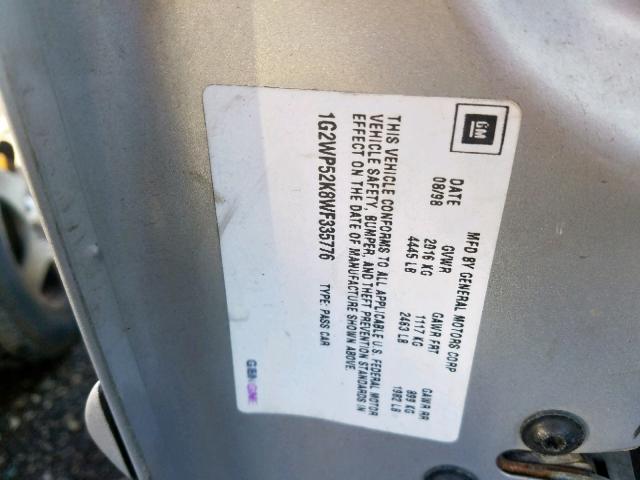 GM
MFD BY GENERAL MOTORS CORP
DATE GVWR GAWR FRT GAWR RR
08/98 2016 KG 1117 KG 899 KG
4445 LB 2463 LB 1982 LB
THIS VEHICLE CONFORMS TO ALL APPLICABLE U.S. FEDERAL MOTOR
VEHICLE SAFETY, BUMPER, AND THEFT PREVENTION STANDARDS IN
EFFECT ON THE DATE OF MANUFACTURE SHOWN ABOVE.
1G2WP52K8WF335776 TYPE: PASS CAR